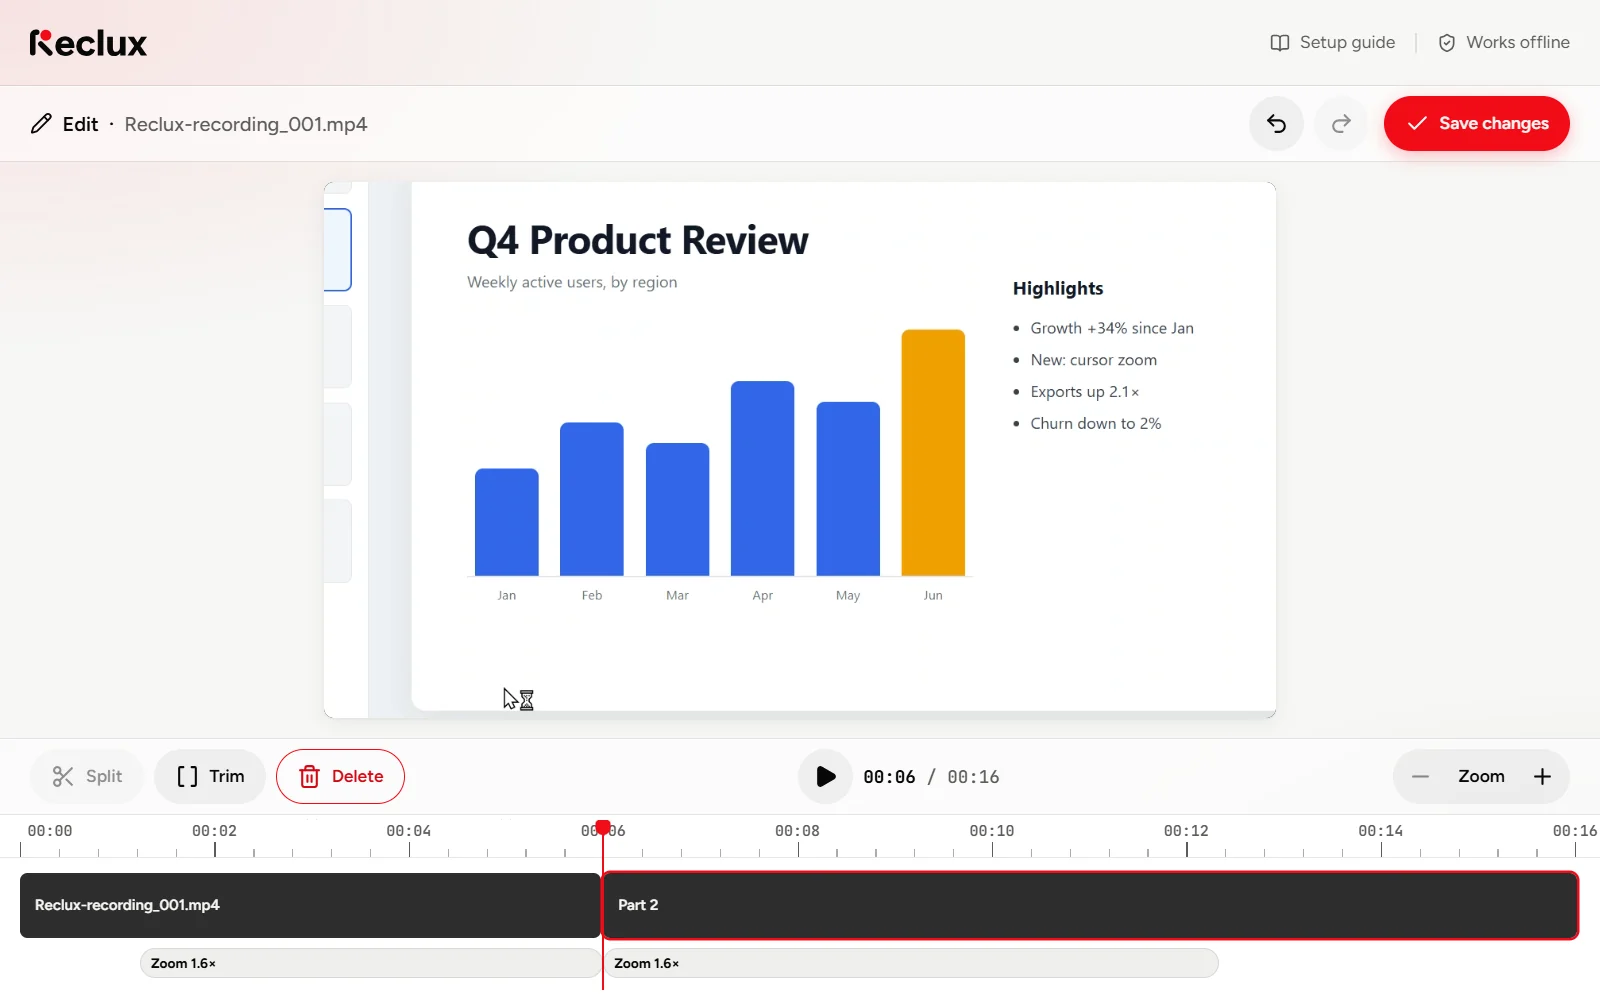 Reclux
Setup guide
Works offline
Edit · Reclux-recording_001.mp4
Save changes
Q4 Product Review
Weekly active users, by region
Highlights
• Growth +34% since Jan
• New: cursor zoom
• Exports up 2.1×
• Churn down to 2%
Jan Feb Mar Apr May Jun
Split
Trim
Delete
00:06 / 00:16
Zoom
00:00 00:02 00:04 00:06 00:08 00:10 00:12 00:14 00:16
Reclux-recording_001.mp4
Part 2
Zoom 1.6×
Zoom 1.6×